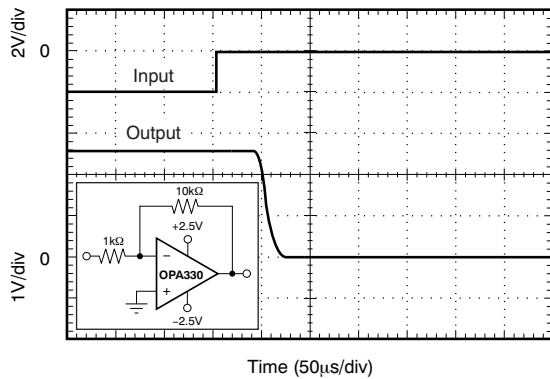 2V/div
0
Input
Output
10kΩ
1kΩ
+2.5V
−
OPA330
+
−2.5V
0
1V/div
Time (50μs/div)